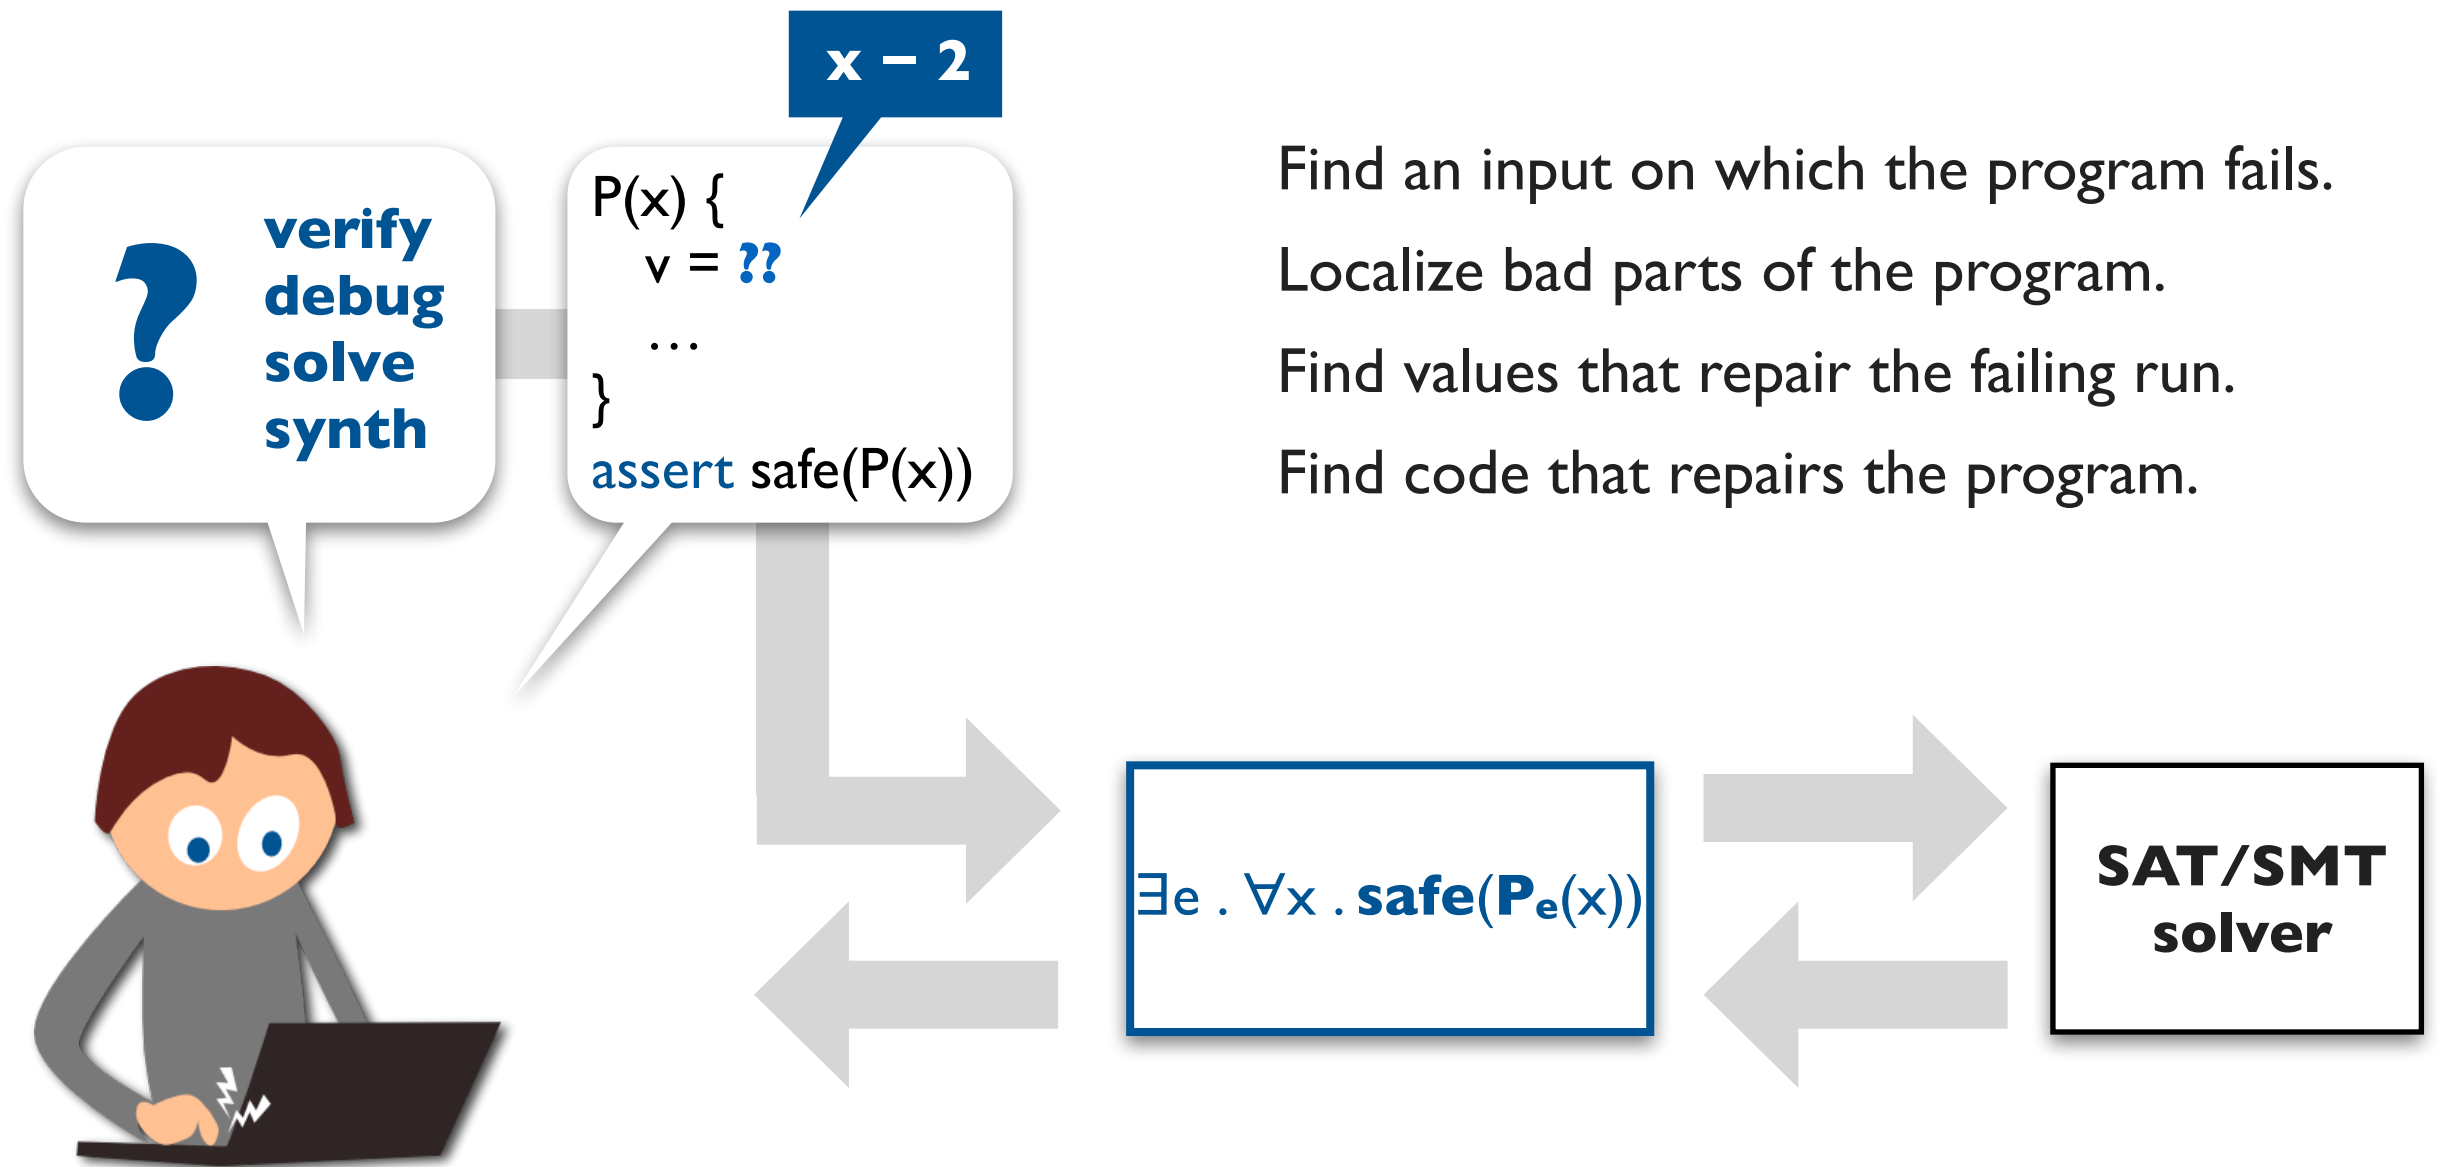 x – 2
?
verify
debug
solve
synth
P(x) {
v = ??
…
}
assert safe(P(x))
Find an input on which the program fails.
Localize bad parts of the program.
Find values that repair the failing run.
Find code that repairs the program.
∃e . ∀x . safe(Pₑ(x))
SAT/SMT
solver